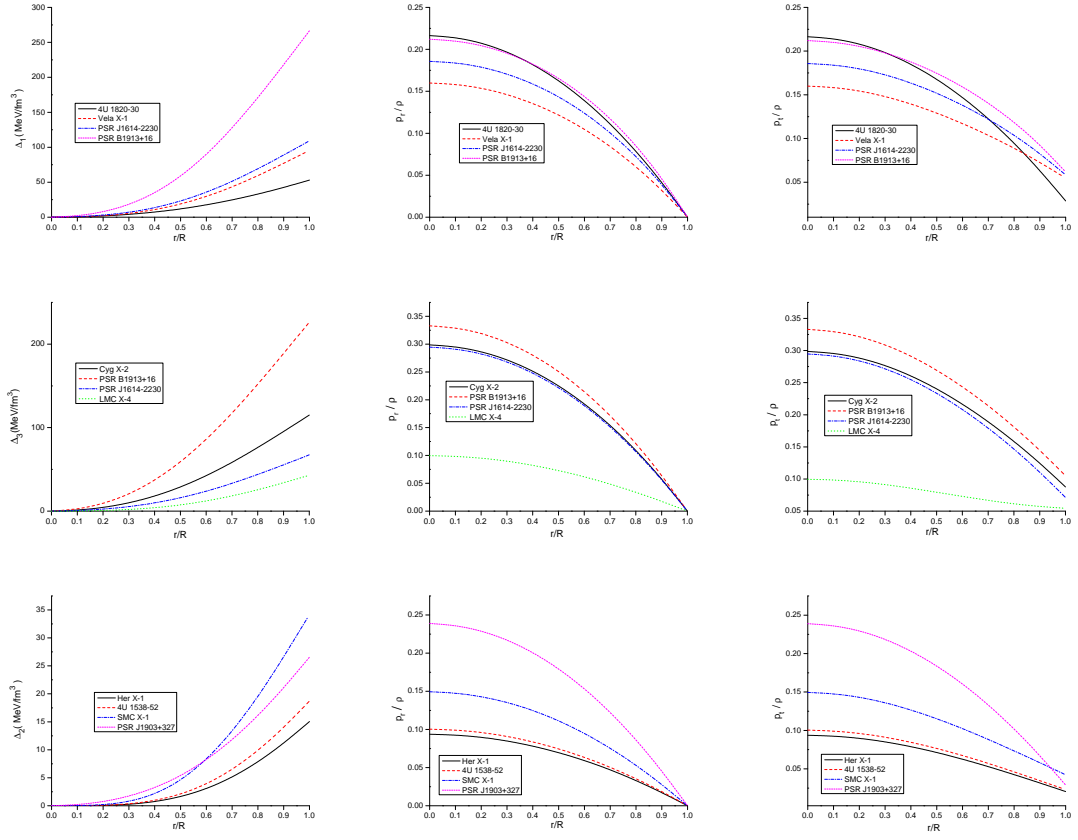 300
250
200
150
100
50
0
0.0 0.1 0.2 0.3 0.4 0.5 0.6 0.7 0.8 0.9 1.0
r/R
Δ₁( MeV/fm³)
4U 1820-30
Vela X-1
PSR J1614-2230
PSR B1913+16
0.25
0.20
0.15
0.10
0.05
0.00
0.0 0.1 0.2 0.3 0.4 0.5 0.6 0.7 0.8 0.9 1.0
r/R
pᵣ / ρ
4U 1820-30
Vela X-1
PSR J1614-2230
PSR B1913+16
0.25
0.20
0.15
0.10
0.05
0.0 0.1 0.2 0.3 0.4 0.5 0.6 0.7 0.8 0.9 1.0
r/R
pₜ / ρ
4U 1820-30
Vela X-1
PSR J1614-2230
PSR B1913+16
200
100
0
0.0 0.1 0.2 0.3 0.4 0.5 0.6 0.7 0.8 0.9 1.0
r/R
Δ₃(MeV/fm³)
Cyg X-2
PSR B1913+16
PSR J1614-2230
LMC X-4
0.35
0.30
0.25
0.20
0.15
0.10
0.05
0.00
0.0 0.1 0.2 0.3 0.4 0.5 0.6 0.7 0.8 0.9 1.0
r/R
pᵣ / ρ
Cyg X-2
PSR B1913+16
PSR J1614-2230
LMC X-4
0.35
0.30
0.25
0.20
0.15
0.10
0.05
0.0 0.1 0.2 0.3 0.4 0.5 0.6 0.7 0.8 0.9 1.0
r/R
pₜ / ρ
Cyg X-2
PSR B1913+16
PSR J1614-2230
LMC X-4
35
30
25
20
15
10
5
0
0.0 0.1 0.2 0.3 0.4 0.5 0.6 0.7 0.8 0.9 1.0
r/R
Δ₂( MeV/fm³)
Her X-1
4U 1538-52
SMC X-1
PSR J1903+327
0.25
0.20
0.15
0.10
0.05
0.00
0.0 0.1 0.2 0.3 0.4 0.5 0.6 0.7 0.8 0.9 1.0
r/R
pᵣ / ρ
Her X-1
4U 1538-52
SMC X-1
PSR J1903+327
0.25
0.20
0.15
0.10
0.05
0.0 0.1 0.2 0.3 0.4 0.5 0.6 0.7 0.8 0.9 1.0
r/R
pₜ / ρ
Her X-1
4U 1538-52
SMC X-1
PSR J1903+327